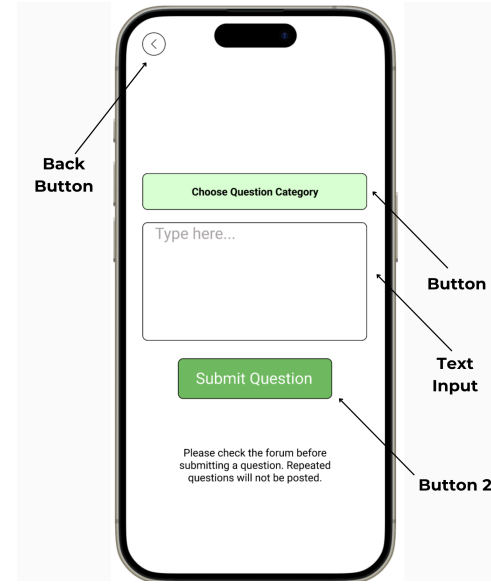 Back
Button
Choose Question Category
Type here...
Button
Text
Input
Submit Question
Please check the forum before
submitting a question. Repeated
questions will not be posted.
Button 2